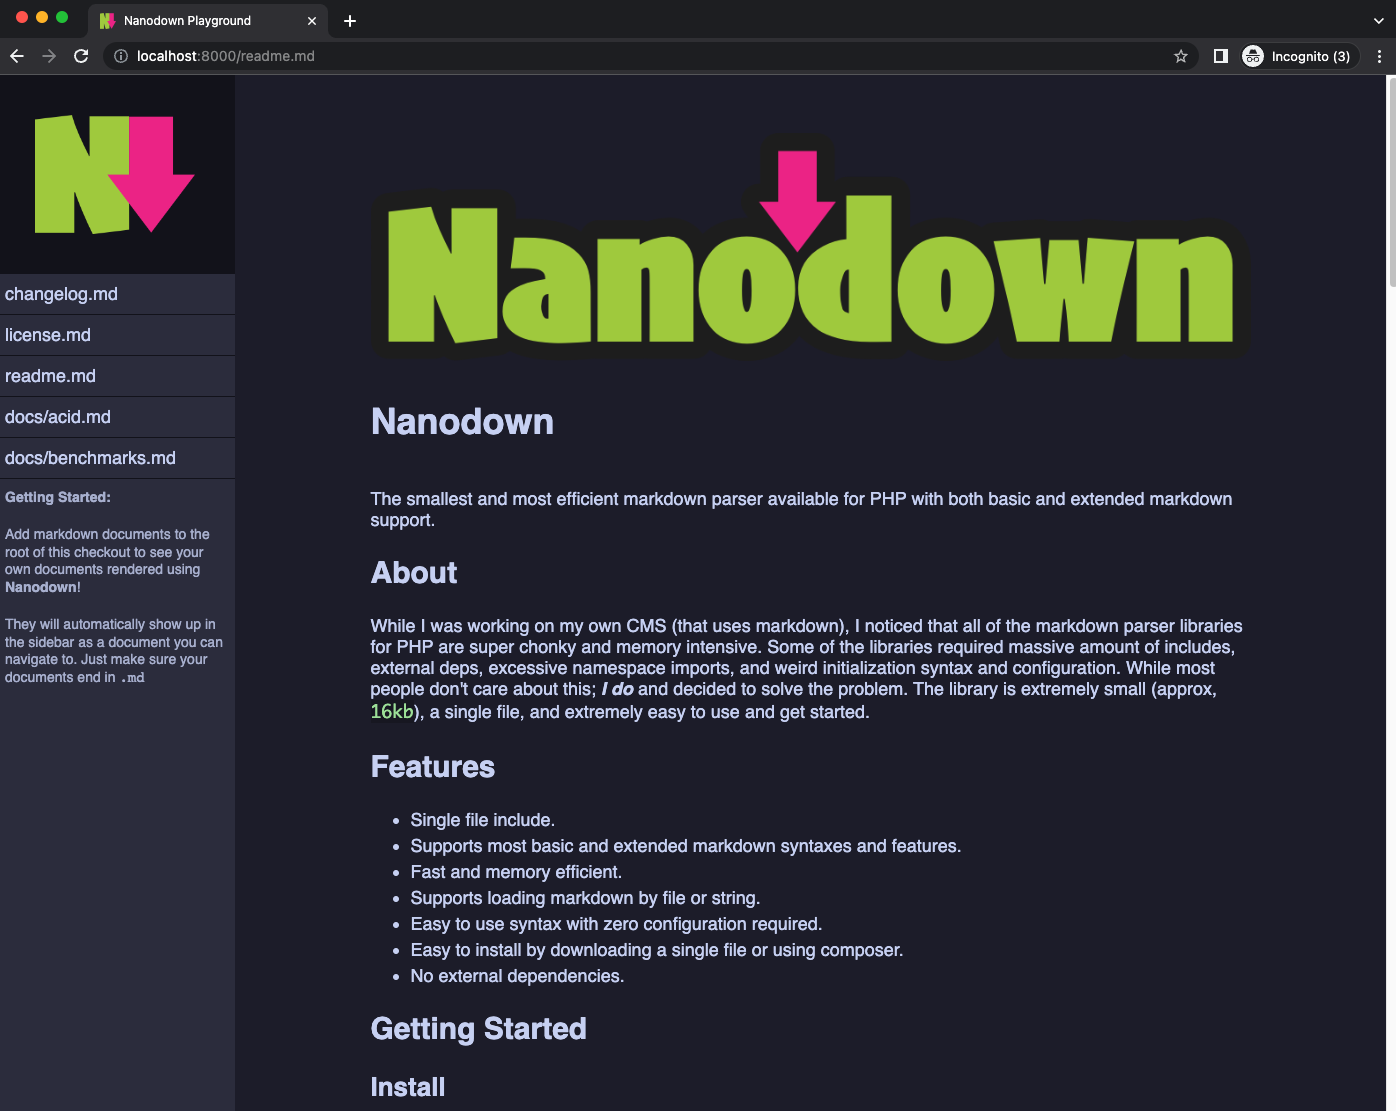 Nanodown Playground
localhost:8000/readme.md
Incognito (3)
N
changelog.md
license.md
readme.md
docs/acid.md
docs/benchmarks.md
Getting Started:
Add markdown documents to the
root of this checkout to see your
own documents rendered using
Nanodown!
They will automatically show up in
the sidebar as a document you can
navigate to. Just make sure your
documents end in .md
Nanodown
Nanodown
The smallest and most efficient markdown parser available for PHP with both basic and extended markdown
support.
About
While I was working on my own CMS (that uses markdown), I noticed that all of the markdown parser libraries
for PHP are super chonky and memory intensive. Some of the libraries required massive amount of includes,
external deps, excessive namespace imports, and weird initialization syntax and configuration. While most
people don't care about this; I do and decided to solve the problem. The library is extremely small (approx,
16kb), a single file, and extremely easy to use and get started.
Features
• Single file include.
• Supports most basic and extended markdown syntaxes and features.
• Fast and memory efficient.
• Supports loading markdown by file or string.
• Easy to use syntax with zero configuration required.
• Easy to install by downloading a single file or using composer.
• No external dependencies.
Getting Started
Install